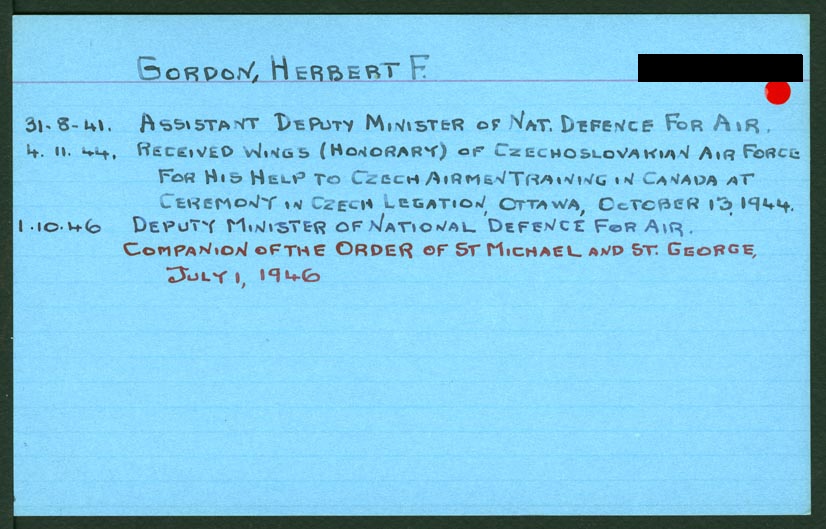 GORDON, HERBERT F.
31-8-41. ASSISTANT DEPUTY MINISTER OF NAT. DEFENCE FOR AIR.
4. 11. 44. RECEIVED WINGS (HONORARY) OF CZECHOSLOVAKIAN AIR FORCE
FOR HIS HELP TO CZECH AIRMEN TRAINING IN CANADA AT
CEREMONY IN CZECH LEGATION, OTTAWA, OCTOBER 13, 1944.
1.10.46 DEPUTY MINISTER OF NATIONAL DEFENCE FOR AIR.
COMPANION OF THE ORDER OF ST MICHAEL AND ST. GEORGE,
JULY 1, 1946